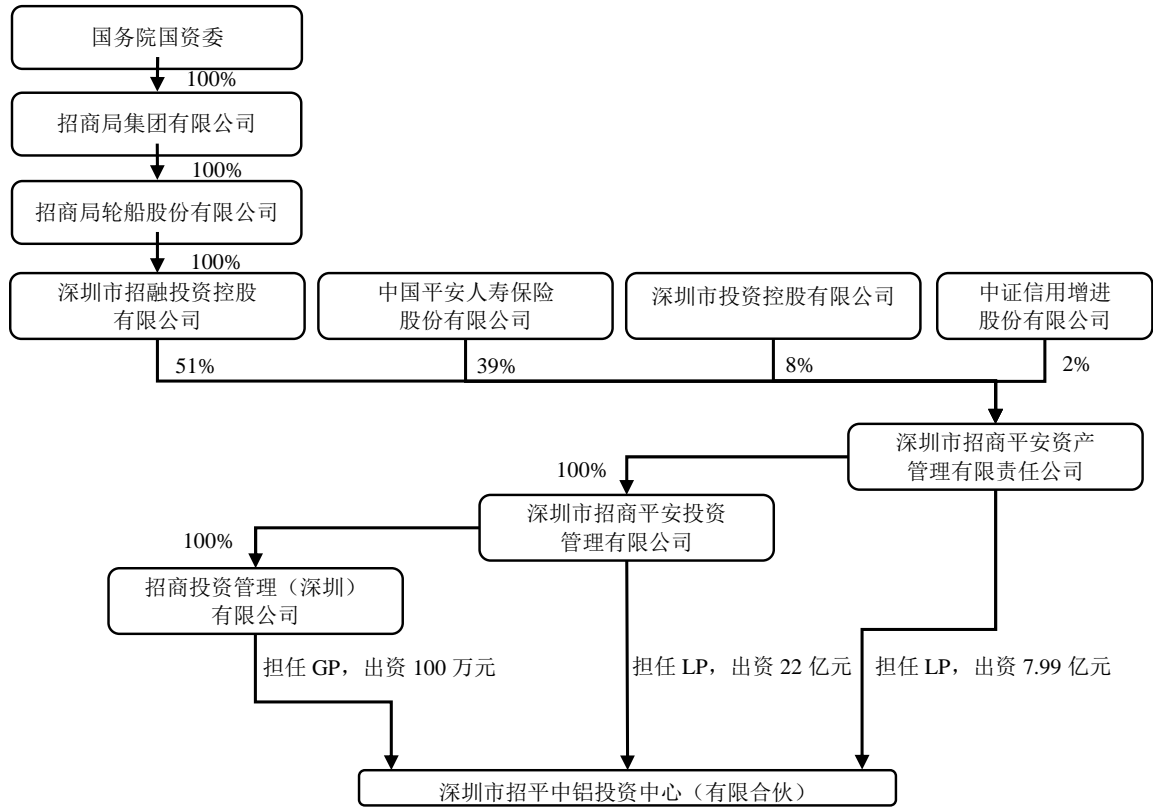 国务院国资委
100%
招商局集团有限公司
100%
招商局轮船股份有限公司
100%
深圳市招融投资控股
有限公司
中国平安人寿保险
股份有限公司
深圳市投资控股有限公司
中证信用增进
股份有限公司
51%
39%
8%
2%
深圳市招商平安资产
管理有限责任公司
100%
深圳市招商平安投资
管理有限公司
100%
招商投资管理（深圳）
有限公司
担任 GP，出资 100 万元
担任 LP，出资 22 亿元
担任 LP，出资 7.99 亿元
深圳市招平中铝投资中心（有限合伙）